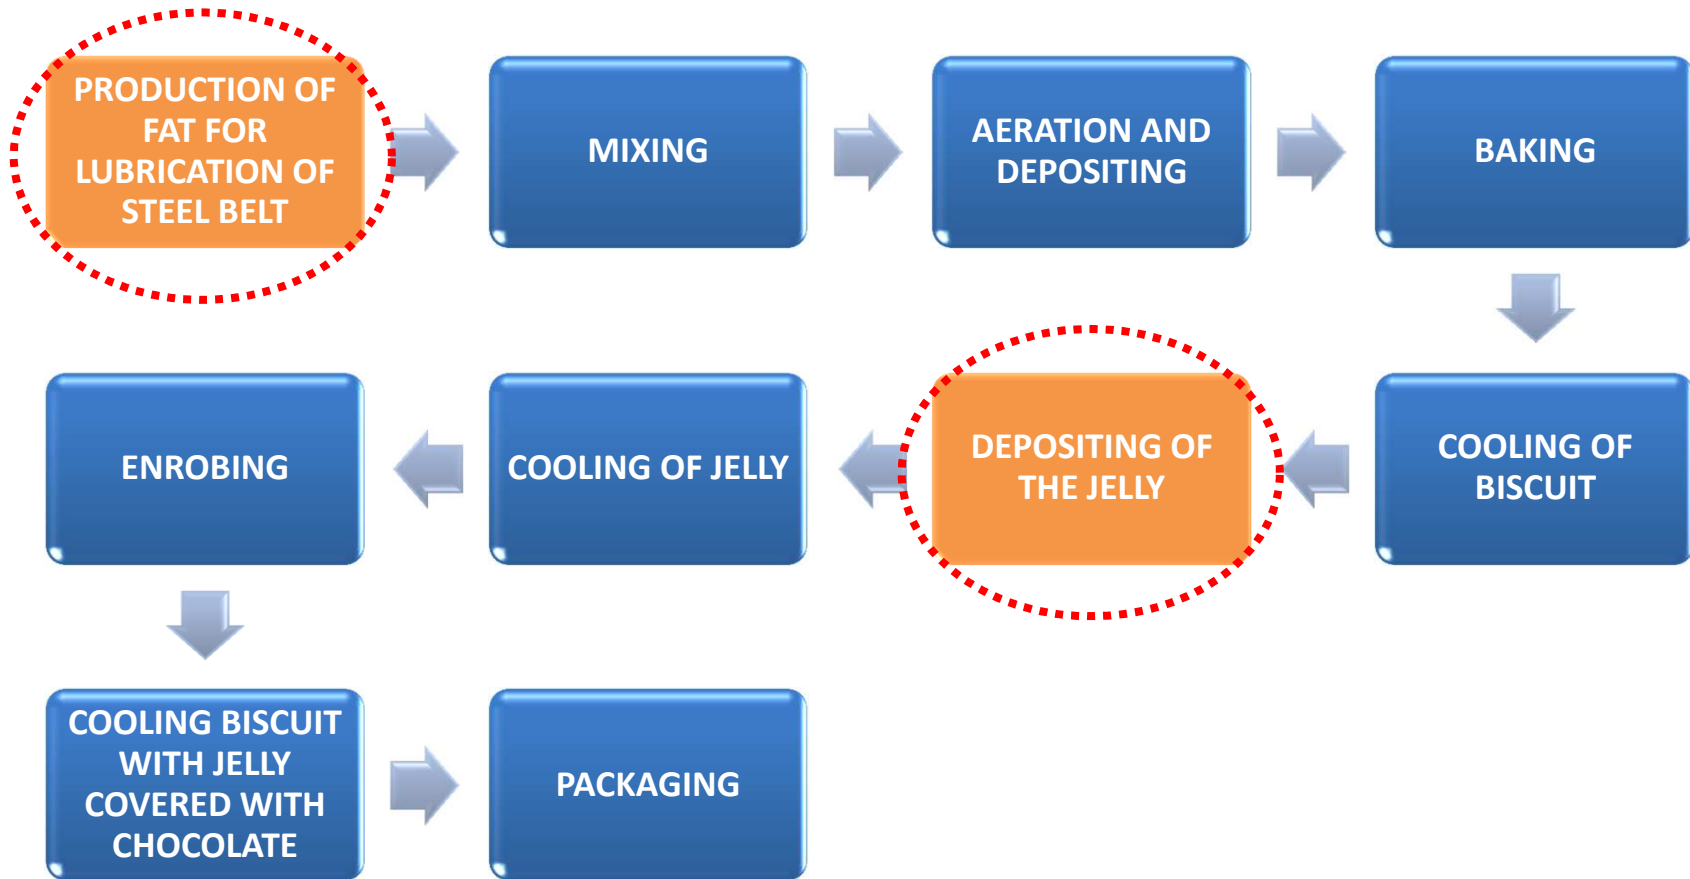 PRODUCTION OF
FAT FOR
LUBRICATION OF
STEEL BELT
MIXING
AERATION AND
DEPOSITING
BAKING
COOLING OF
BISCUIT
DEPOSITING OF
THE JELLY
COOLING OF JELLY
ENROBING
COOLING BISCUIT
WITH JELLY
COVERED WITH
CHOCOLATE
PACKAGING